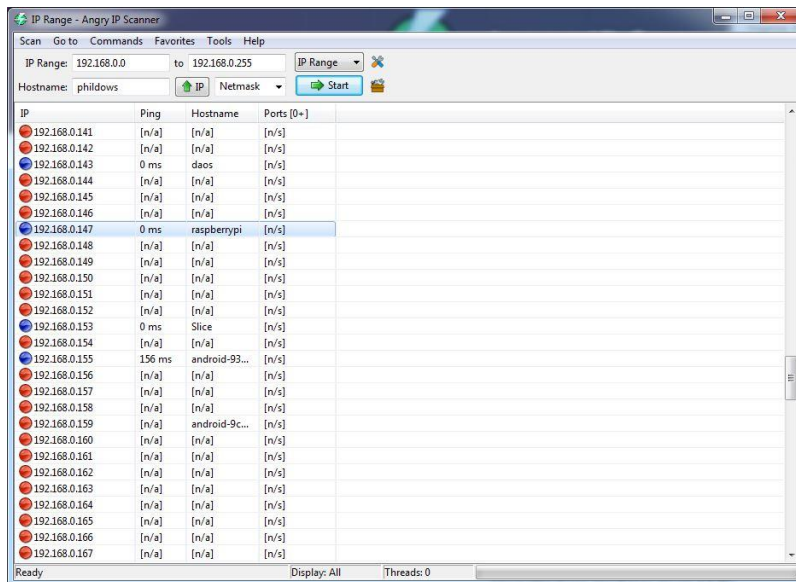 IP Range - Angry IP Scanner
Scan Go to Commands Favorites Tools Help
IP Range: 192.168.0.0 to 192.168.0.255 IP Range
Hostname: phildows IP Netmask Start
IP Ping Hostname Ports [0+]
192.168.0.141 [n/a] [n/a] [n/s]
192.168.0.142 [n/a] [n/a] [n/s]
192.168.0.143 0 ms daos [n/s]
192.168.0.144 [n/a] [n/a] [n/s]
192.168.0.145 [n/a] [n/a] [n/s]
192.168.0.146 [n/a] [n/a] [n/s]
192.168.0.147 0 ms raspberrypi [n/s]
192.168.0.148 [n/a] [n/a] [n/s]
192.168.0.149 [n/a] [n/a] [n/s]
192.168.0.150 [n/a] [n/a] [n/s]
192.168.0.151 [n/a] [n/a] [n/s]
192.168.0.152 [n/a] [n/a] [n/s]
192.168.0.153 0 ms Slice [n/s]
192.168.0.154 [n/a] [n/a] [n/s]
192.168.0.155 156 ms android-93... [n/s]
192.168.0.156 [n/a] [n/a] [n/s]
192.168.0.157 [n/a] [n/a] [n/s]
192.168.0.158 [n/a] [n/a] [n/s]
192.168.0.159 [n/a] android-9c... [n/s]
192.168.0.160 [n/a] [n/a] [n/s]
192.168.0.161 [n/a] [n/a] [n/s]
192.168.0.162 [n/a] [n/a] [n/s]
192.168.0.163 [n/a] [n/a] [n/s]
192.168.0.164 [n/a] [n/a] [n/s]
192.168.0.165 [n/a] [n/a] [n/s]
192.168.0.166 [n/a] [n/a] [n/s]
192.168.0.167 [n/a] [n/a] [n/s]
Ready Display: All Threads: 0